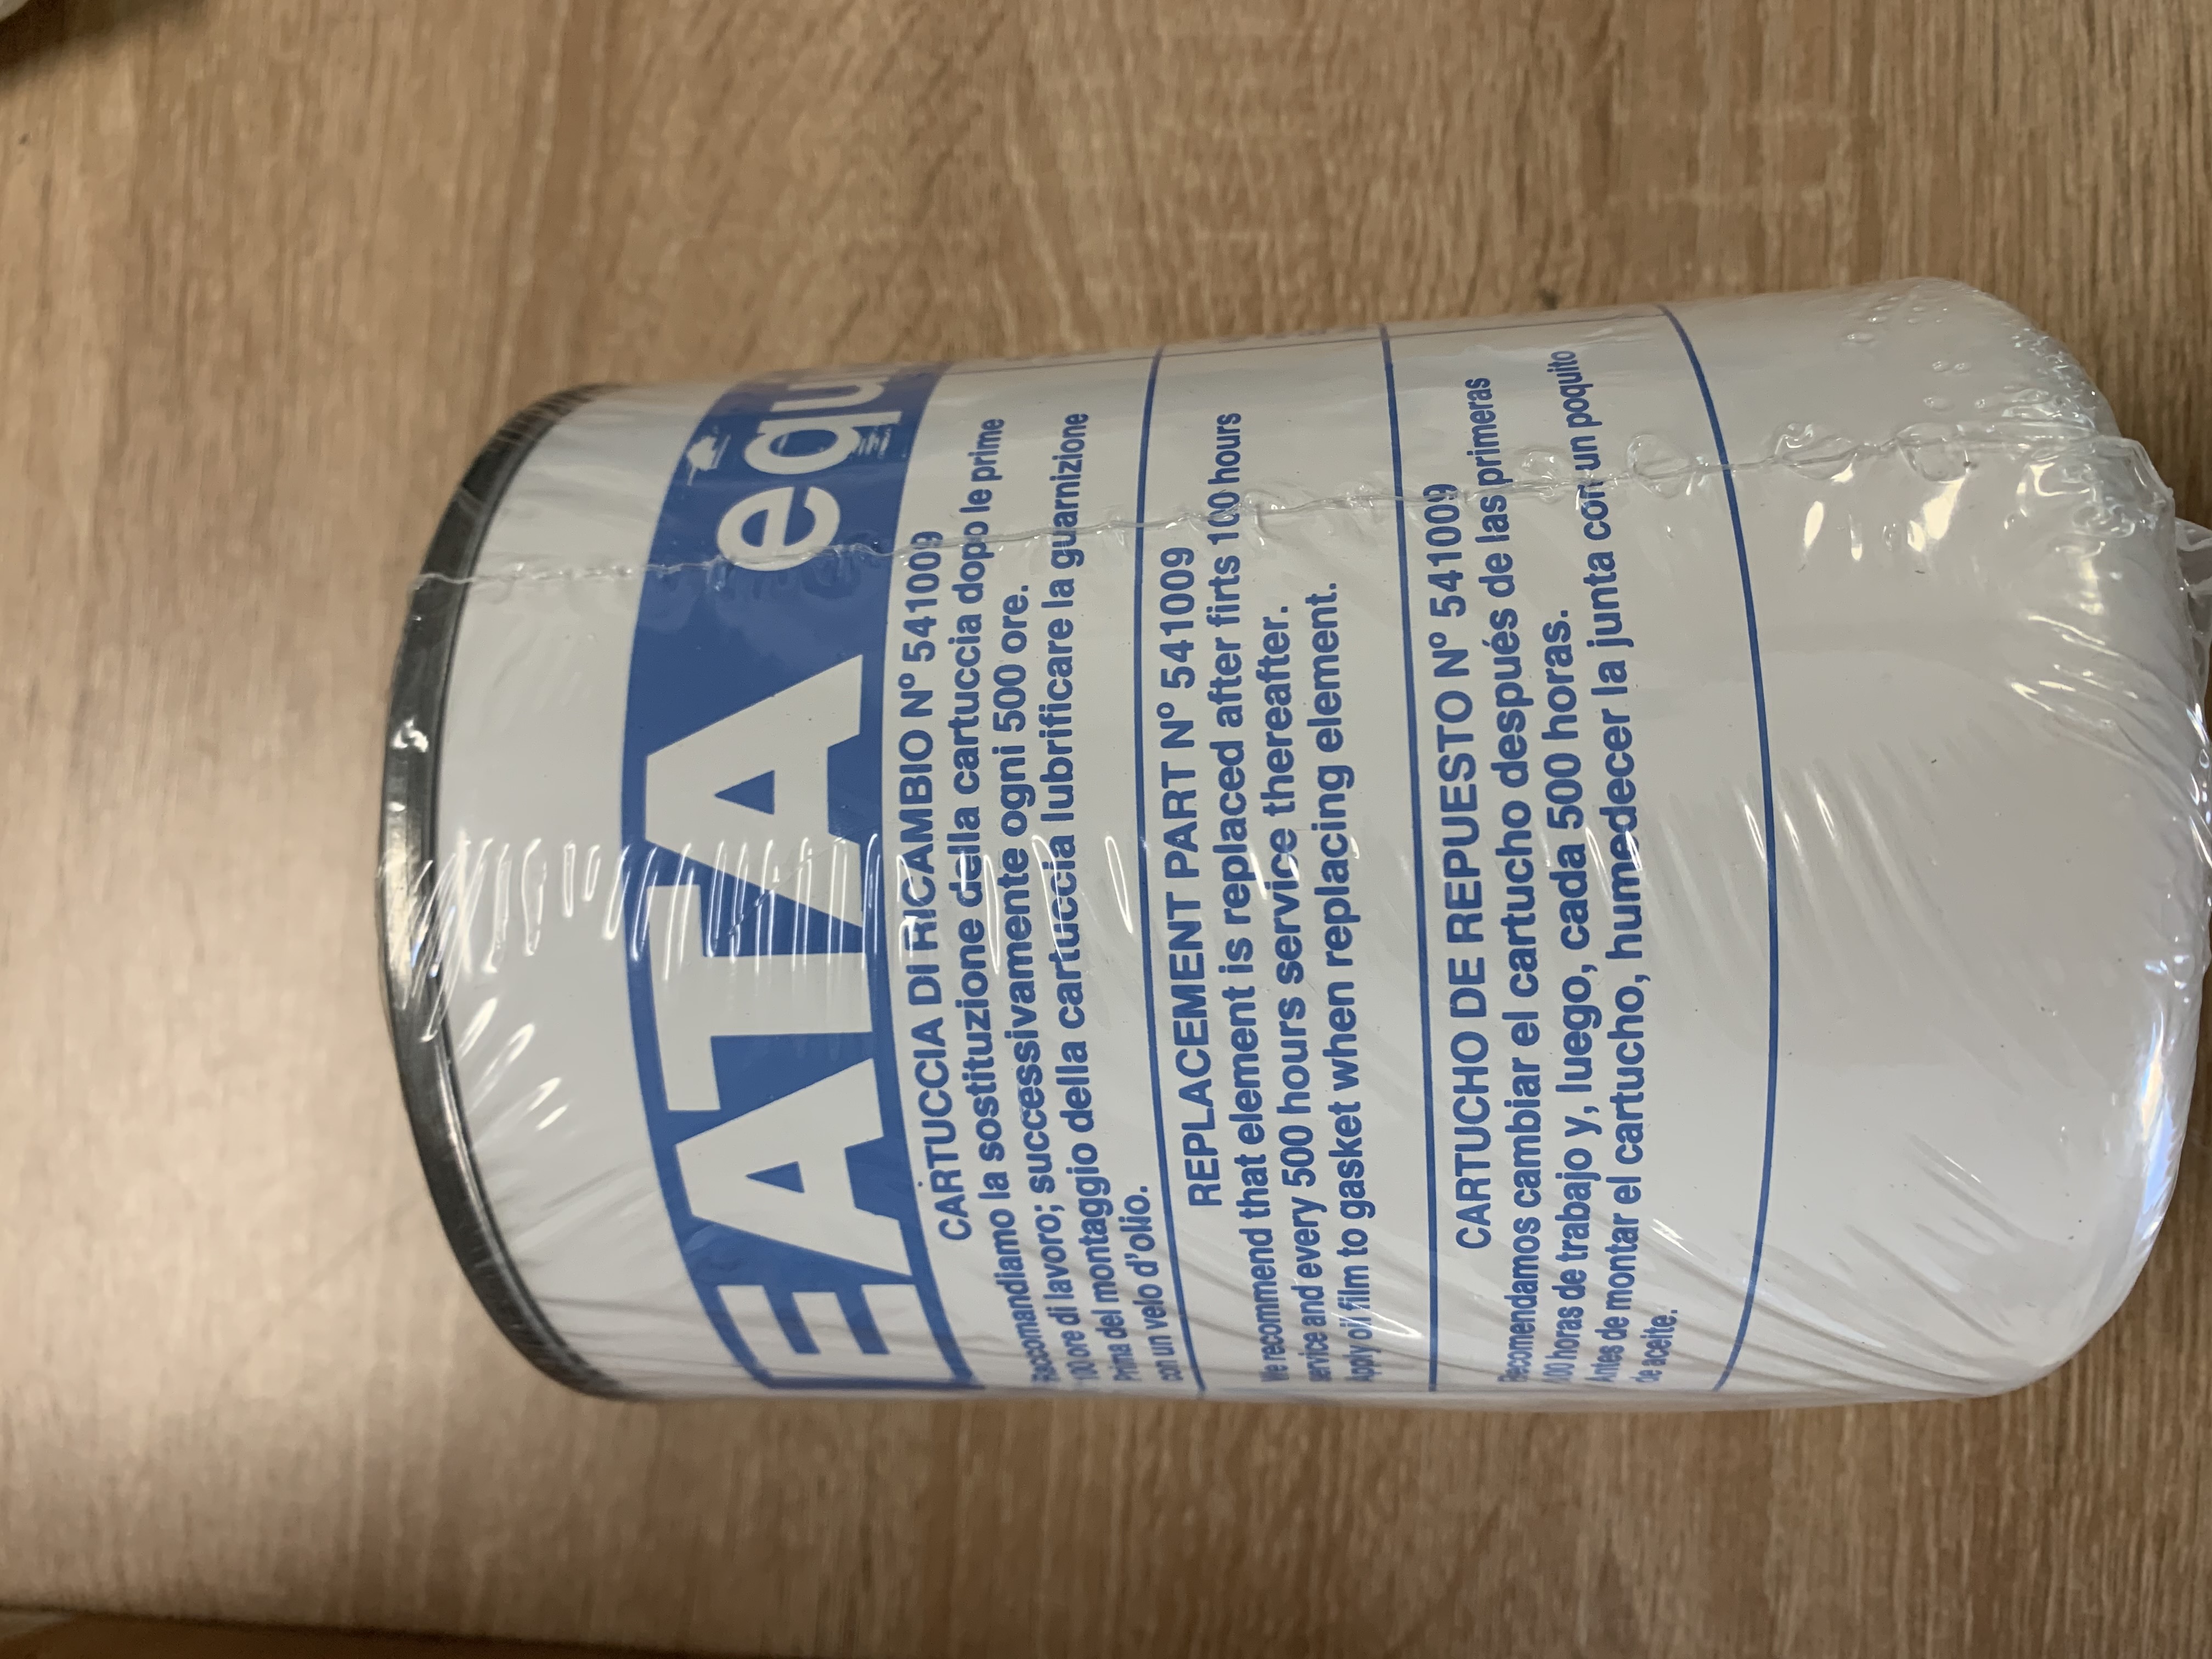 EATA equ
CARTUCCIA DI RICAMBIO N° 541009
Raccomandiamo la sostituzione della cartuccia dopo le prime
100 ore di lavoro; successivamente ogni 500 ore.
Prima del montaggio della cartuccia lubrificare la guarnizione
con un velo d'olio.
REPLACEMENT PART N° 541009
We recommend that element is replaced after firts 100 hours
service and every 500 hours service thereafter.
Apply oil film to gasket when replacing element.
CARTUCHO DE REPUESTO N° 541009
Recomendamos cambiar el cartucho después de las primeras
100 horas de trabajo y, luego, cada 500 horas.
Antes de montar el cartucho, humedecer la junta con un poquito
de aceite.